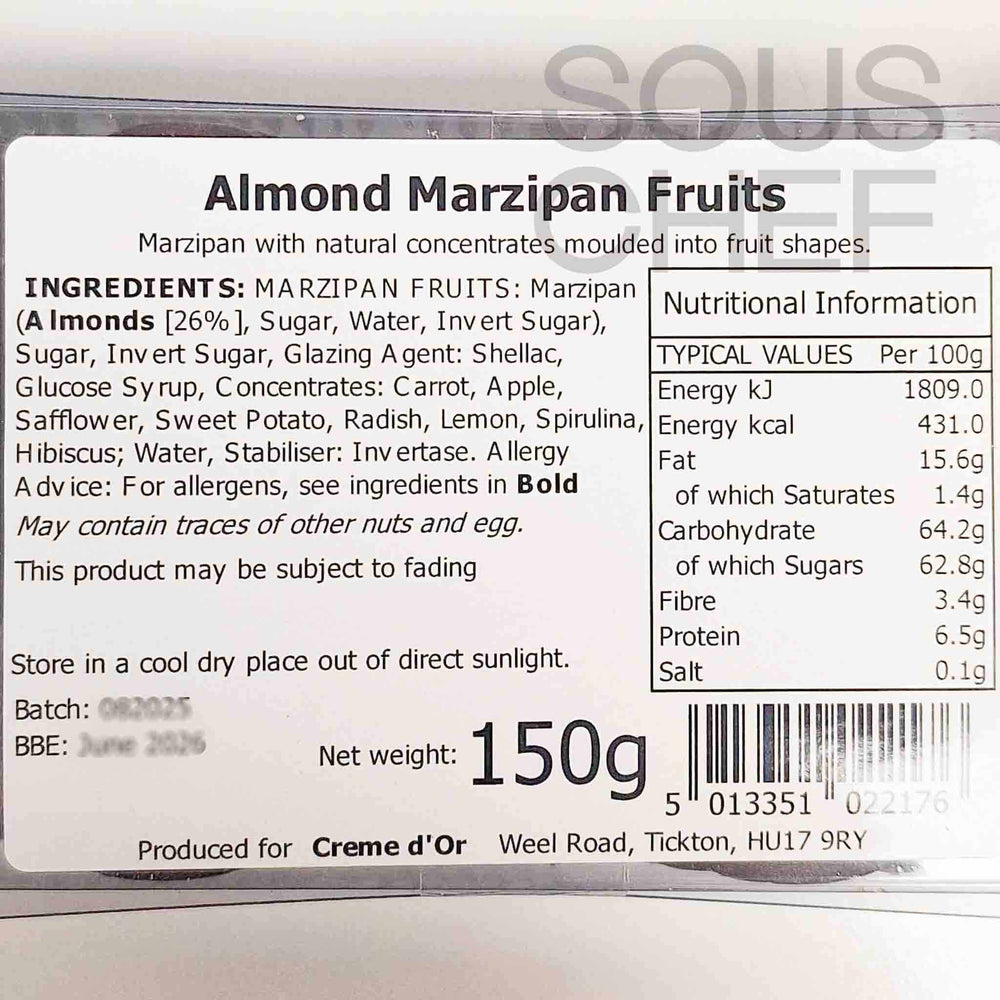 SOUS
CHEF
Almond Marzipan Fruits
Marzipan with natural concentrates moulded into fruit shapes.
INGREDIENTS: MARZIPAN FRUITS: Marzipan
(Almonds [26%], Sugar, Water, Invert Sugar),
Sugar, Invert Sugar, Glazing Agent: Shellac,
Glucose Syrup, Concentrates: Carrot, Apple,
Safflower, Sweet Potato, Radish, Lemon, Spirulina,
Hibiscus; Water, Stabiliser: Invertase. Allergy
Advice: For allergens, see ingredients in Bold
May contain traces of other nuts and egg.
This product may be subject to fading
Store in a cool dry place out of direct sunlight.
Batch: 082025
BBE: June 2026
Net weight: 150g
Nutritional Information
TYPICAL VALUES Per 100g
Energy kJ 1809.0
Energy kcal 431.0
Fat 15.6g
of which Saturates 1.4g
Carbohydrate 64.2g
of which Sugars 62.8g
Fibre 3.4g
Protein 6.5g
Salt 0.1g
5 013351 022176
Produced for Creme d'Or Weel Road, Tickton, HU17 9RY